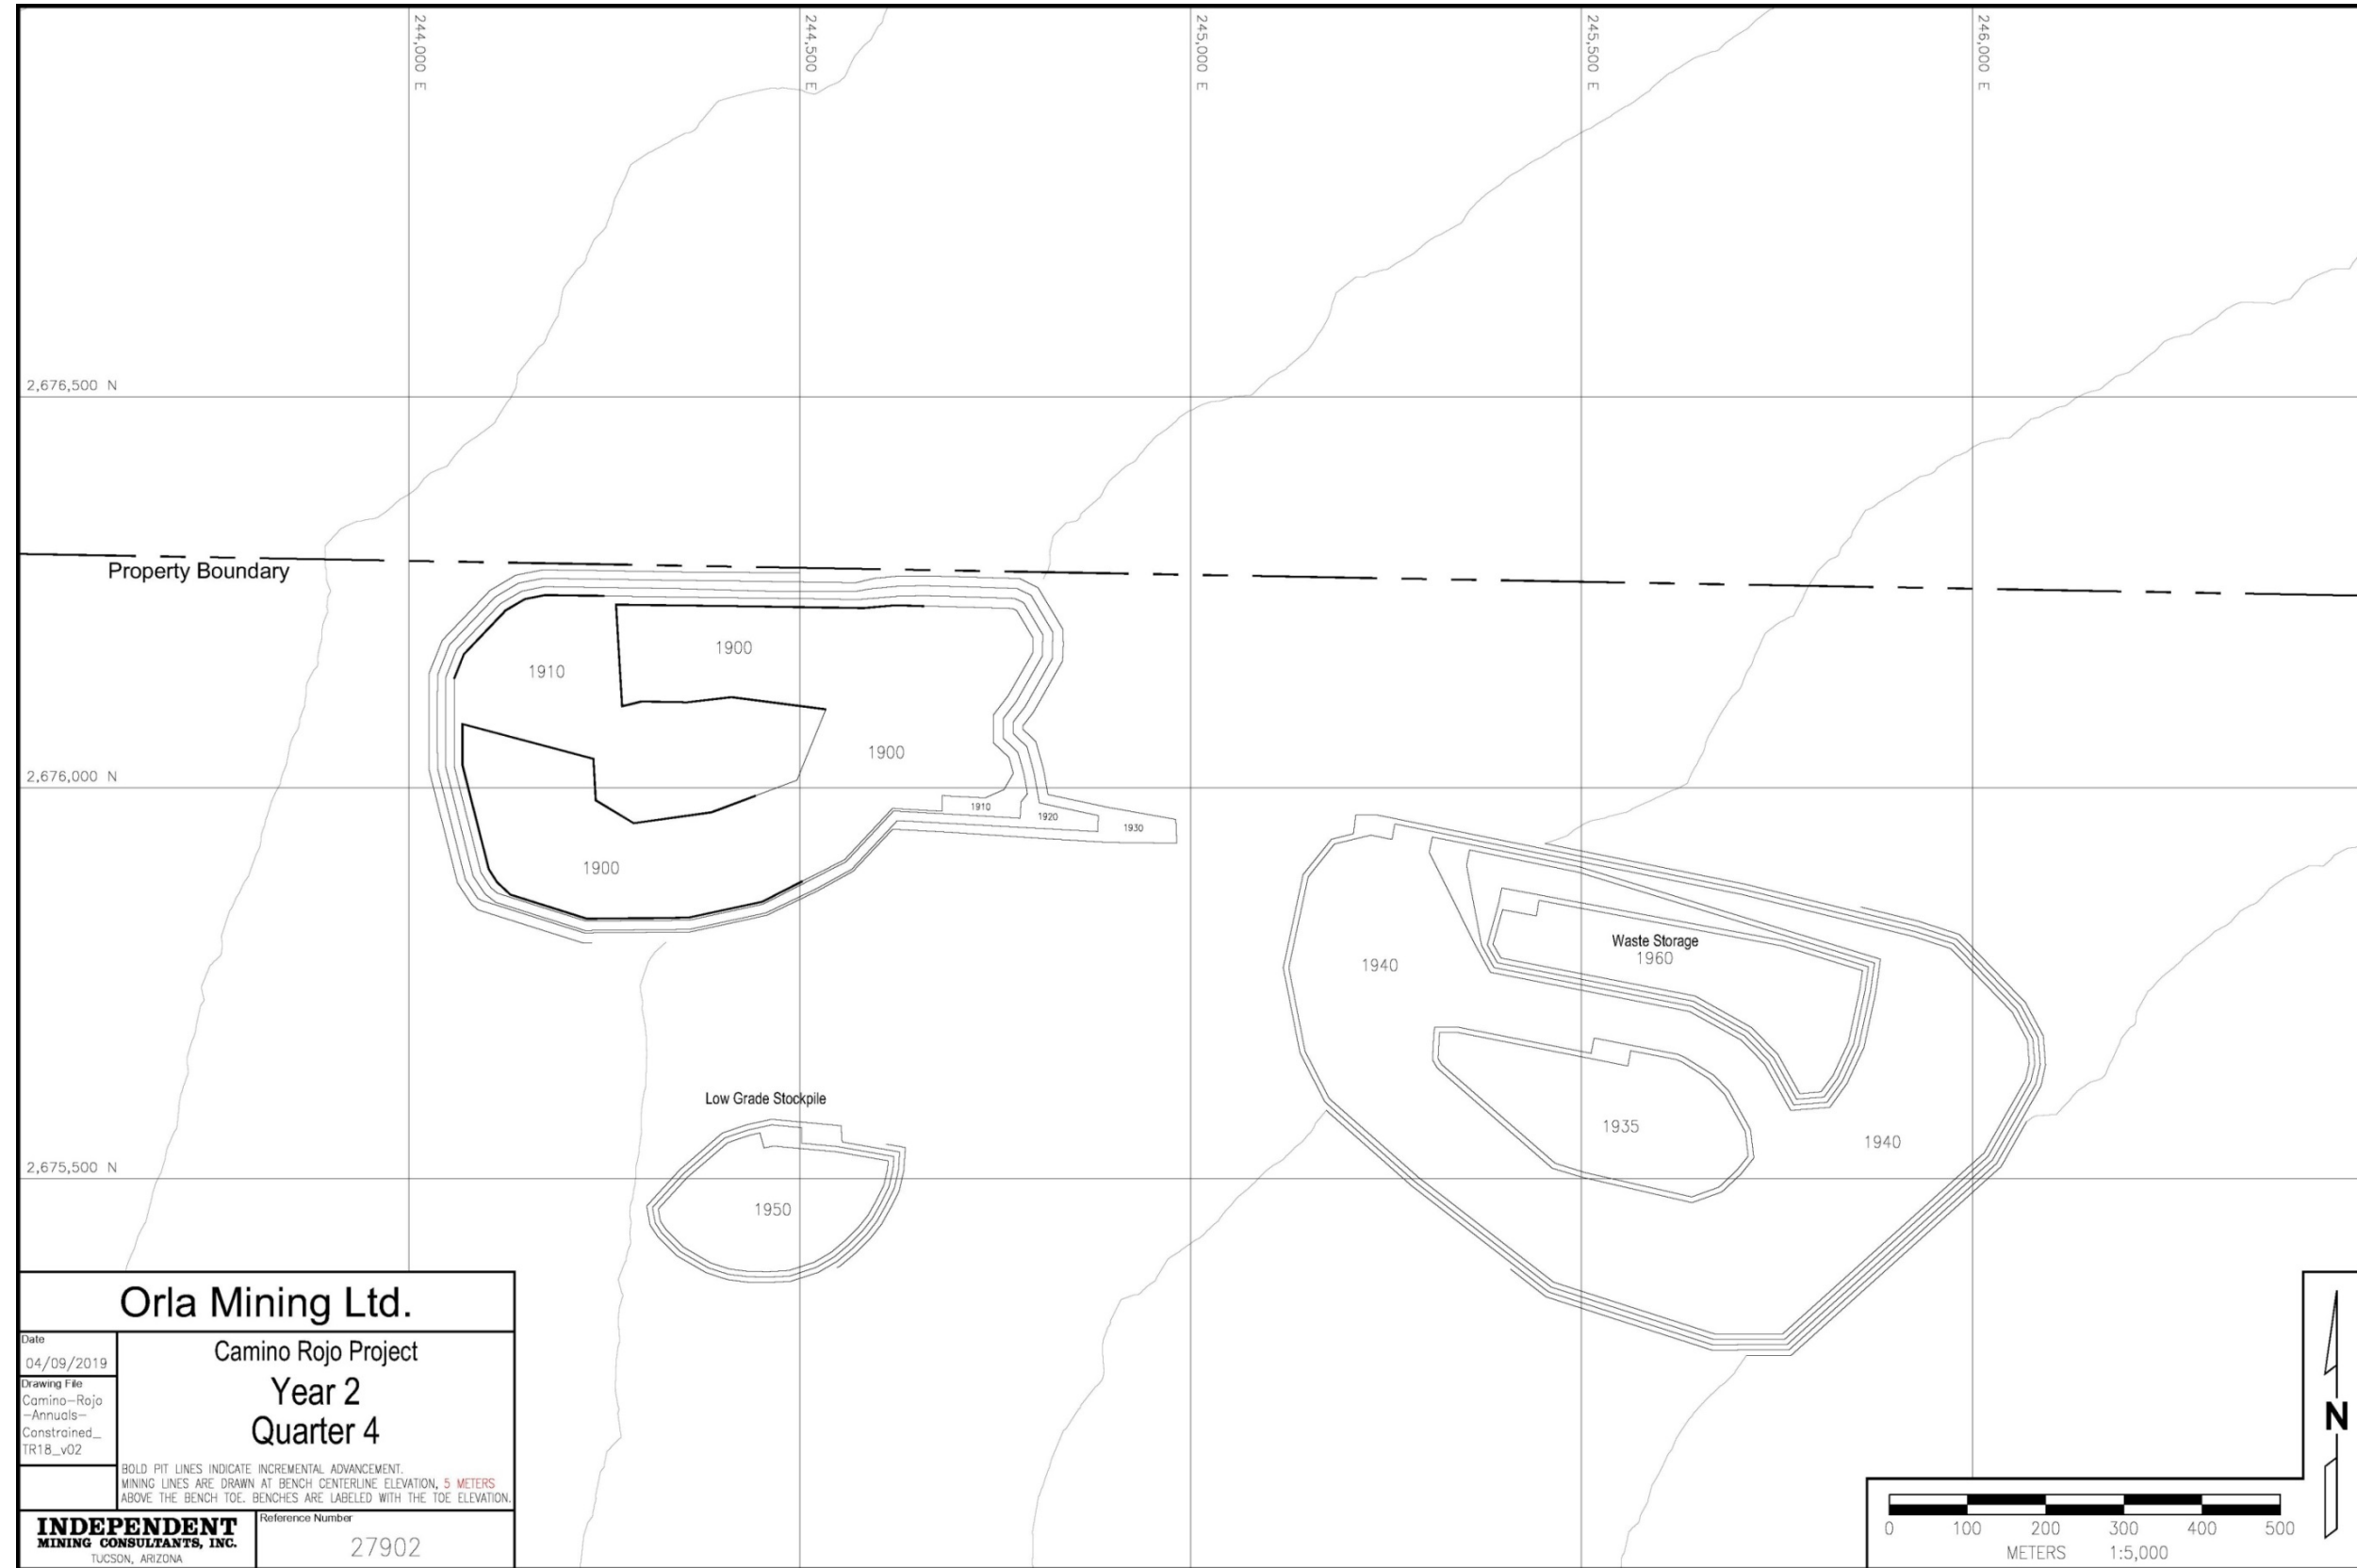 244,000 E
244,500 E
245,000 E
245,500 E
246,000 E
2,676,500 N
Property Boundary
1900
1910
1900
2,676,000 N
1910
1920
1930
1900
Waste Storage
1960
1940
Low Grade Stockpile
1935
1940
2,675,500 N
1950
Orla Mining Ltd.
Date
04/09/2019
Drawing File
Camino-Rojo
-Annuals-
Constrained_
TR18_v02
Camino Rojo Project
Year 2
Quarter 4
BOLD PIT LINES INDICATE INCREMENTAL ADVANCEMENT.
MINING LINES ARE DRAWN AT BENCH CENTERLINE ELEVATION, 5 METERS
ABOVE THE BENCH TOE. BENCHES ARE LABELED WITH THE TOE ELEVATION.
INDEPENDENT
MINING CONSULTANTS, INC.
TUCSON, ARIZONA
Reference Number
27902
N
0 100 200 300 400 500
METERS 1:5,000